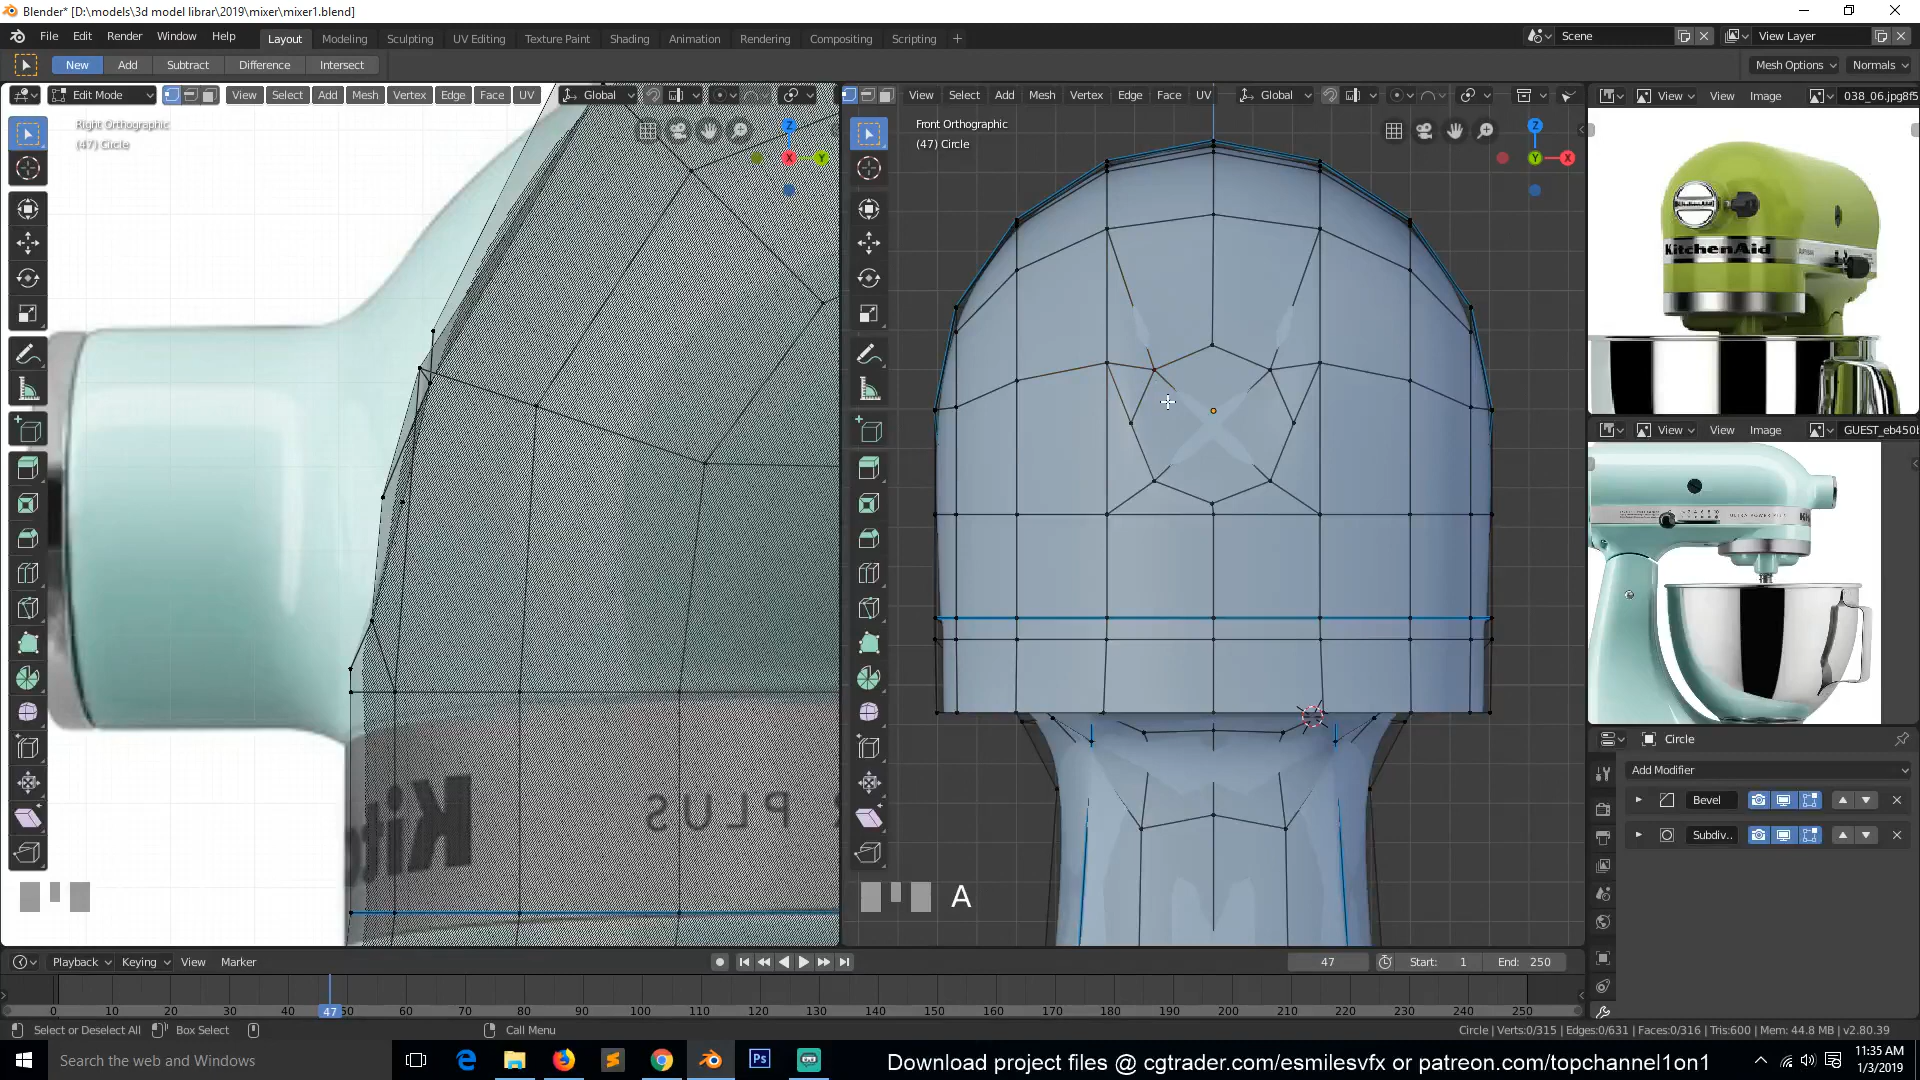 Blender* [D:\models\3d model librar\2019\mixer\mixer1.blend]
File Edit Render Window Help Layout Modeling Sculpting UV Editing Texture Paint Shading Animation Rendering Compositing Scripting + Scene View Layer
New Add Subtract Difference Intersect Mesh Options Normals
Edit Mode View Select Add Mesh Vertex Edge Face UV Global
View Select Add Mesh Vertex Edge Face UV Global
View View Image 038_06.jpg8f5
Right Orthographic
(47) Circle
Front Orthographic
(47) Circle
Z
X
Y
Z
Y
X
KitchenAid
View View Image GUEST_eb450b
Circle
Add Modifier
Bevel
Subdiv..
PLUS
Kit
A
Playback Keying View Marker 47 Start: 1 End: 250
0 10 20 30 40 47 50 60 70 80 90 100 110 120 130 140 150 160 170 180 190 200 210 220 230 240 250
Select or Deselect All Box Select Call Menu
Circle | Verts:0/315 | Edges:0/631 | Faces:0/316 | Tris:600 | Mem: 44.8 MB | v2.80.39
Search the web and Windows
Download project files @ cgtrader.com/esmilesvfx or patreon.com/topchannel1on1
11:35 AM
1/3/2019